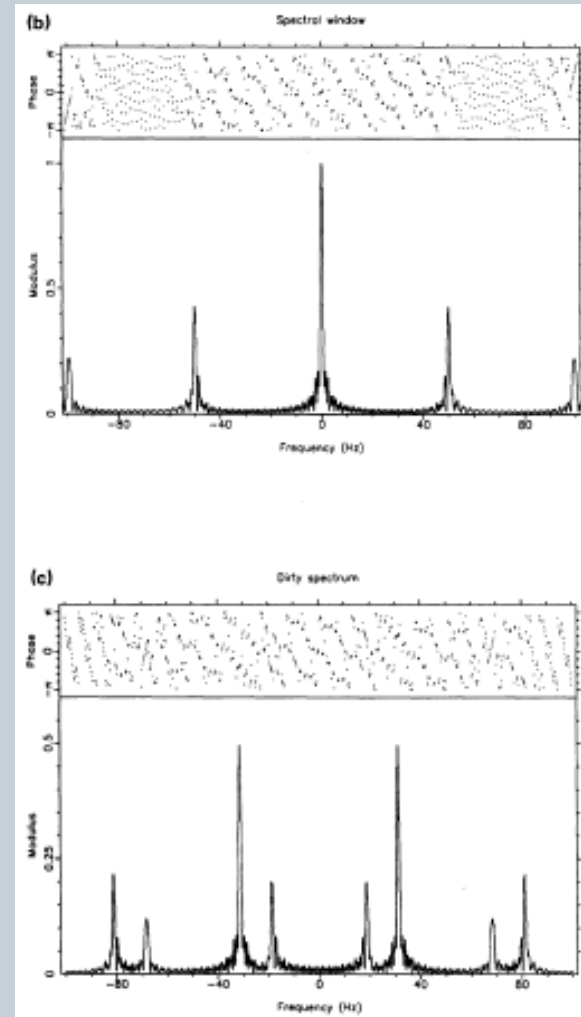 (b) Spectral window
Phase
π
0
-π
Modulus
1
0.5
0
-80 -40 0 40 80
Frequency (Hz)
(c) Dirty spectrum
Phase
π
0
-π
Modulus
0.5
0.25
0
-80 -40 0 40 80
Frequency (Hz)